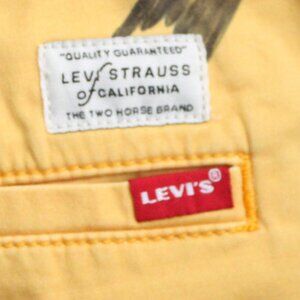 "QUALITY GUARANTEED"
LEVI STRAUSS
of CALIFORNIA
THE TWO HORSE BRAND
LEVI'S®